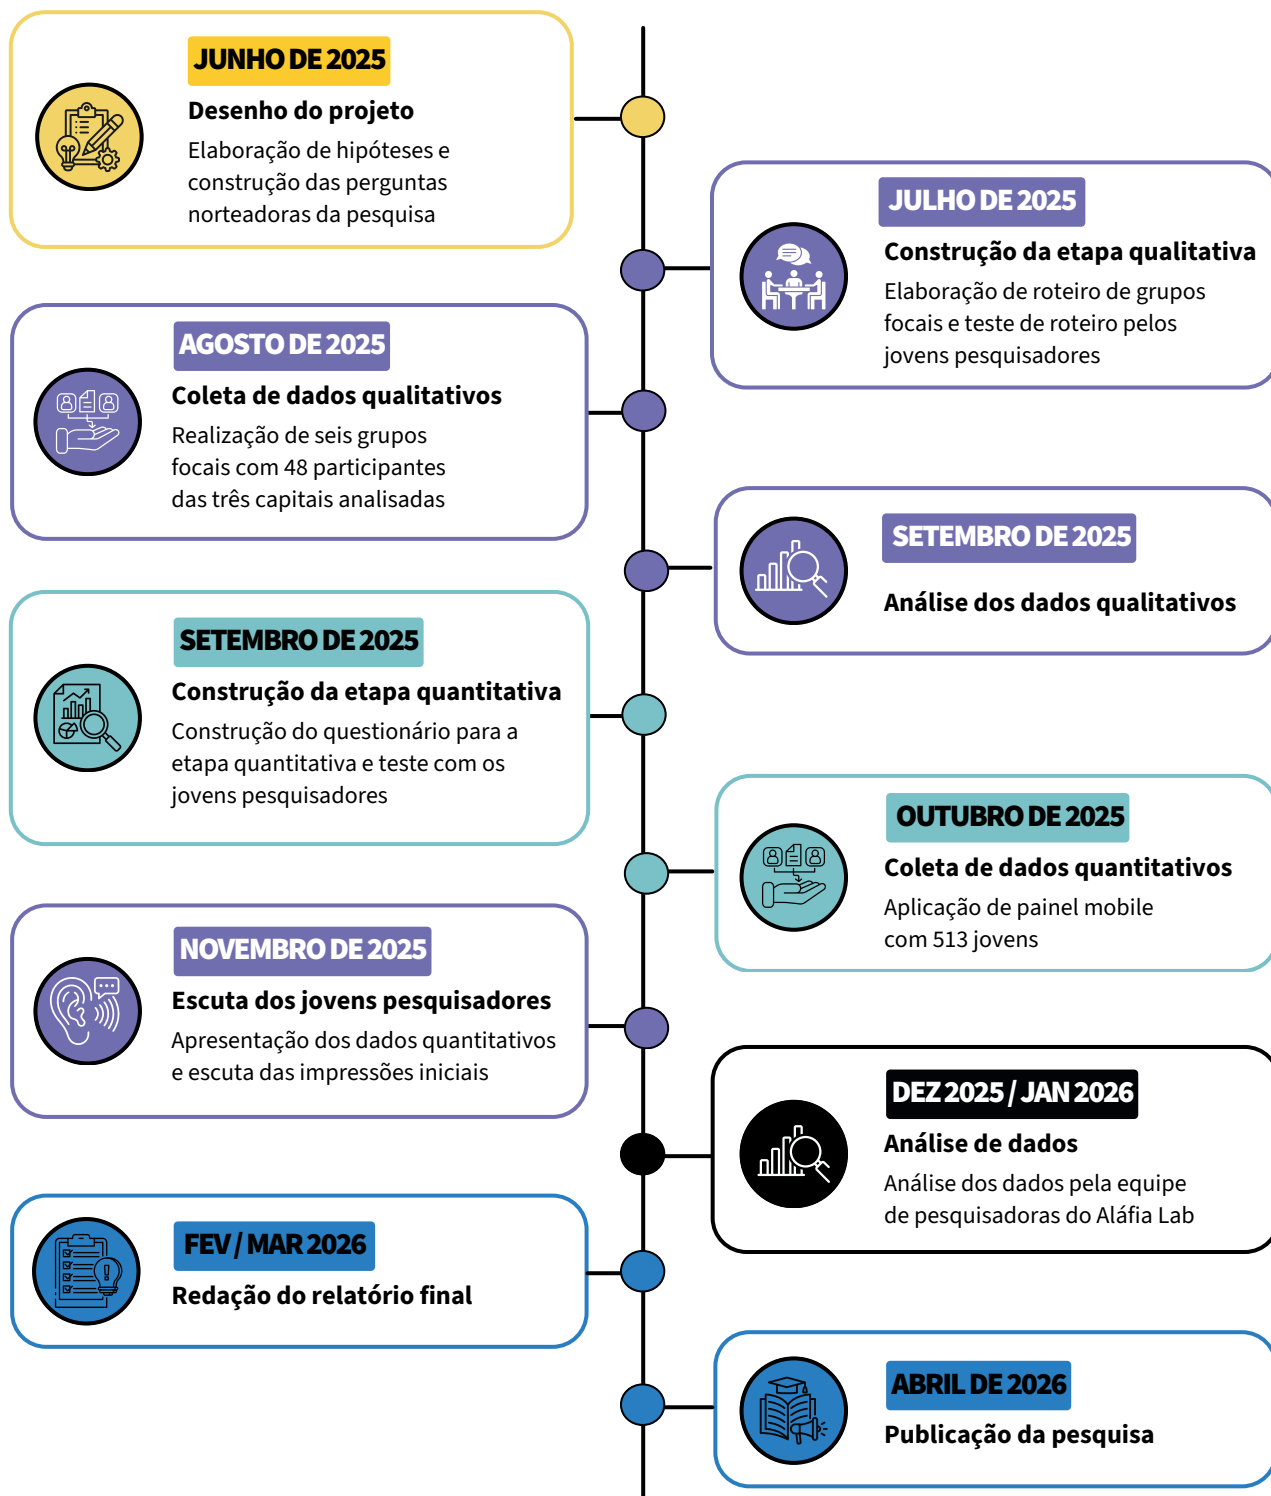 JUNHO DE 2025
Desenho do projeto
Elaboração de hipóteses e
construção das perguntas
norteadoras da pesquisa
JULHO DE 2025
Construção da etapa qualitativa
Elaboração de roteiro de grupos
focais e teste de roteiro pelos
jovens pesquisadores
AGOSTO DE 2025
Coleta de dados qualitativos
Realização de seis grupos
focais com 48 participantes
das três capitais analisadas
SETEMBRO DE 2025
Análise dos dados qualitativos
SETEMBRO DE 2025
Construção da etapa quantitativa
Construção do questionário para a
etapa quantitativa e teste com os
jovens pesquisadores
OUTUBRO DE 2025
Coleta de dados quantitativos
Aplicação de painel mobile
com 513 jovens
NOVEMBRO DE 2025
Escuta dos jovens pesquisadores
Apresentação dos dados quantitativos
e escuta das impressões iniciais
DEZ 2025 / JAN 2026
Análise de dados
Análise dos dados pela equipe
de pesquisadoras do Aláfia Lab
FEV / MAR 2026
Redação do relatório final
ABRIL DE 2026
Publicação da pesquisa